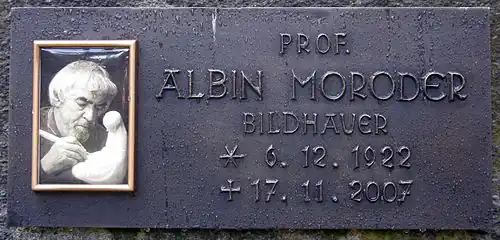 PROF.
ALBIN MORODER
BILDHAUER
* 6. 12. 1922
+ 17. 11. 2007